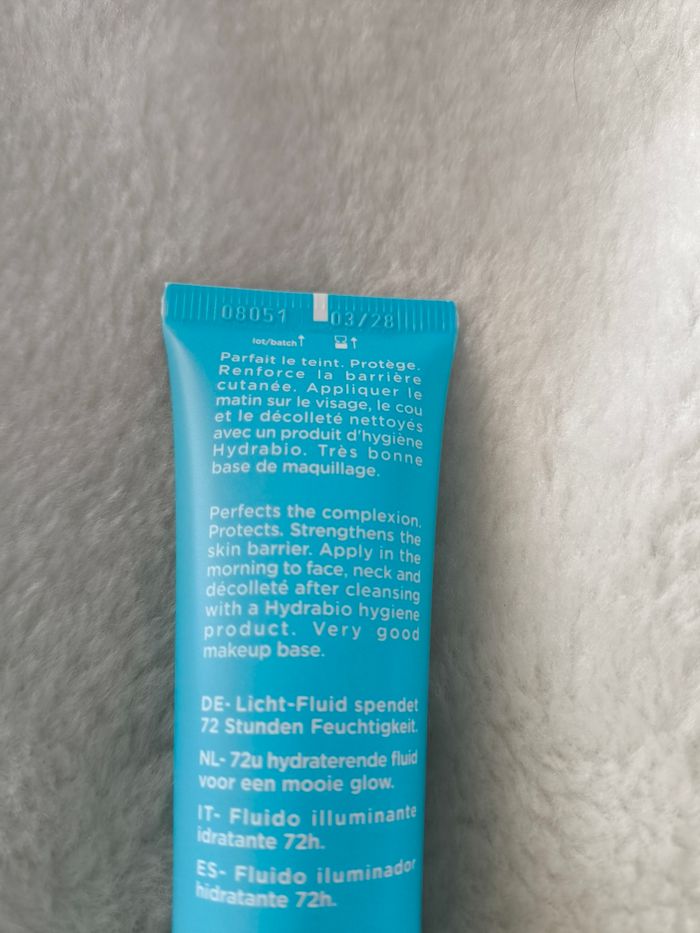 08051 03/28
lot/batch
Parfait le teint. Protège.
Renforce la barrière
cutanée. Appliquer le
matin sur le visage, le cou
et le décolleté nettoyés
avec un produit d'hygiène
Hydrabio. Très bonne
base de maquillage.
Perfects the complexion.
Protects. Strengthens the
skin barrier. Apply in the
morning to face, neck and
décolleté after cleansing
with a Hydrabio hygiene
product. Very good
makeup base.
DE- Licht-Fluid spendet
72 Stunden Feuchtigkeit.
NL- 72u hydraterende fluid
voor een mooie glow.
IT- Fluido illuminante
idratante 72h.
ES- Fluido iluminador
hidratante 72h.